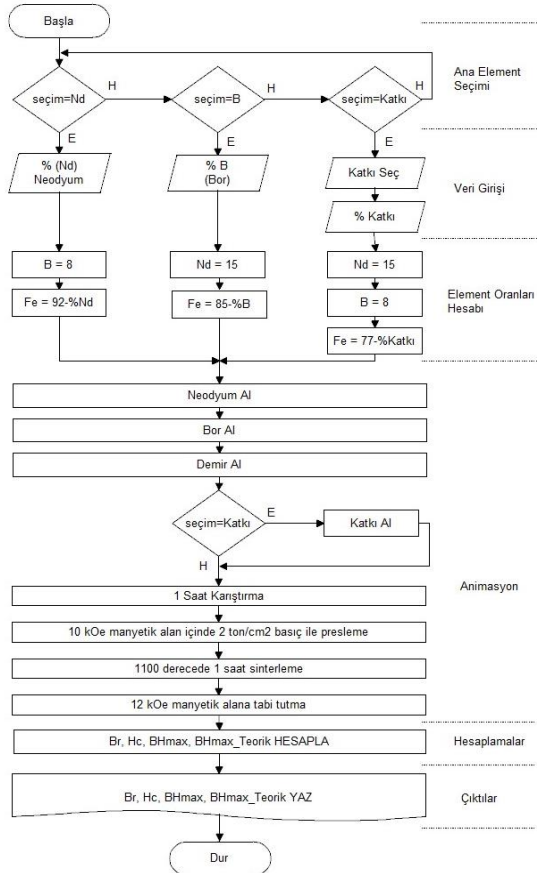 Başla
H
H
H
Ana Element
Seçimi
seçim=Nd
seçim=B
seçim=Katkı
E
E
E
% (Nd)
Neodyum
% B
(Bor)
Katkı Seç
Veri Girişi
% Katkı
B = 8
Nd = 15
Nd = 15
Element Oranları
Hesabı
Fe = 92-%Nd
Fe = 85-%B
B = 8
Fe = 77-%Katkı
Neodyum Al
Bor Al
Demir Al
seçim=Katkı
E
Katkı Al
H
Animasyon
1 Saat Karıştırma
10 kOe manyetik alan içinde 2 ton/cm2 basıç ile presleme
1100 derecede 1 saat sinterleme
12 kOe manyetik alana tabi tutma
Br, Hc, BHmax, BHmax_Teorik HESAPLA
Hesaplamalar
Br, Hc, BHmax, BHmax_Teorik YAZ
Çıktılar
Dur